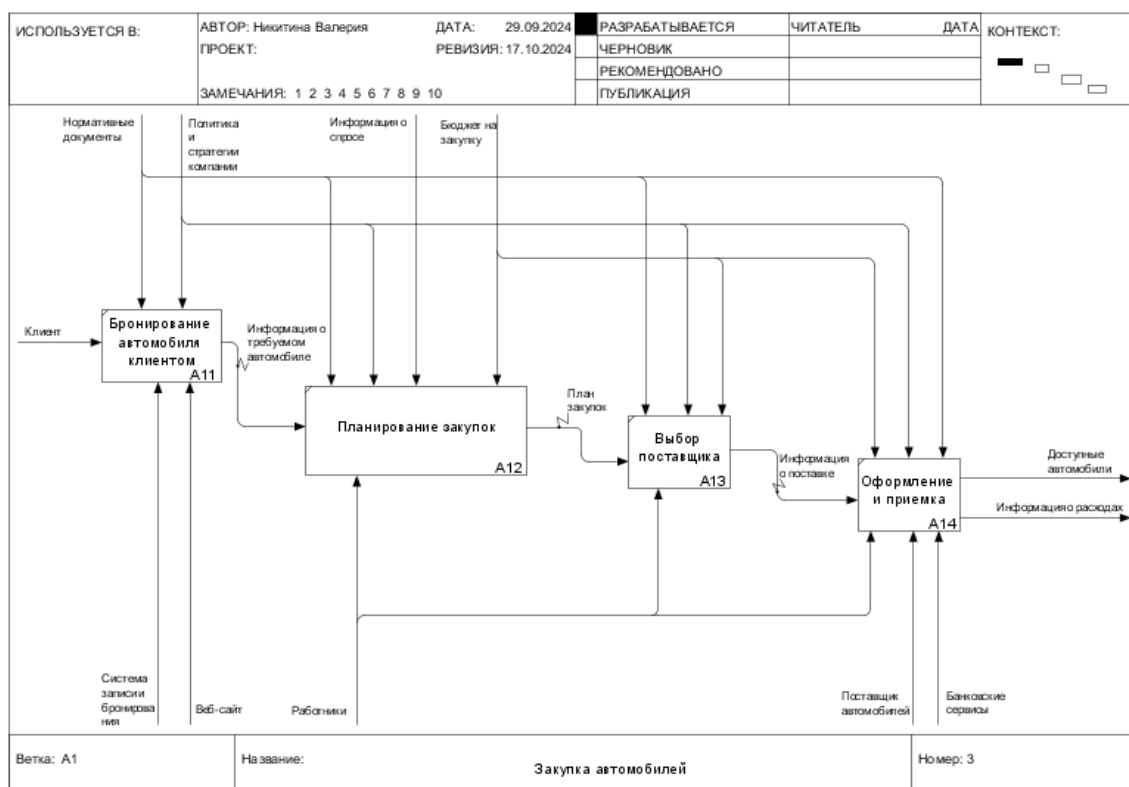 ИСПОЛЬЗУЕТСЯ В:
АВТОР: Никитина Валерия
ДАТА: 29.09.2024
РАЗРАБАТЫВАЕТСЯ
ЧИТАТЕЛЬ
ДАТА
КОНТЕКСТ:
ПРОЕКТ:
РЕВИЗИЯ: 17.10.2024
ЧЕРНОВИК
РЕКОМЕНДОВАНО
ЗАМЕЧАНИЯ: 1 2 3 4 5 6 7 8 9 10
ПУБЛИКАЦИЯ
Нормативные
документы
Политика
и
стратегии
компании
Информация о
спросе
Бюджет на
закупку
Клиент
Бронирование
автомобиля
клиентом
A11
Информация о
требуемом
автомобиле
Планирование закупок
A12
План
закупок
Выбор
поставщика
A13
Информация
о поставке
Оформление
и приемка
A14
Доступные
автомобили
Информация о расходах
Система
записии
бронирова
ния
Веб-сайт
Работники
Поставщик
автомобилей
Банковские
сервисы
Ветка: A1
Название:
Закупка автомобилей
Номер: 3